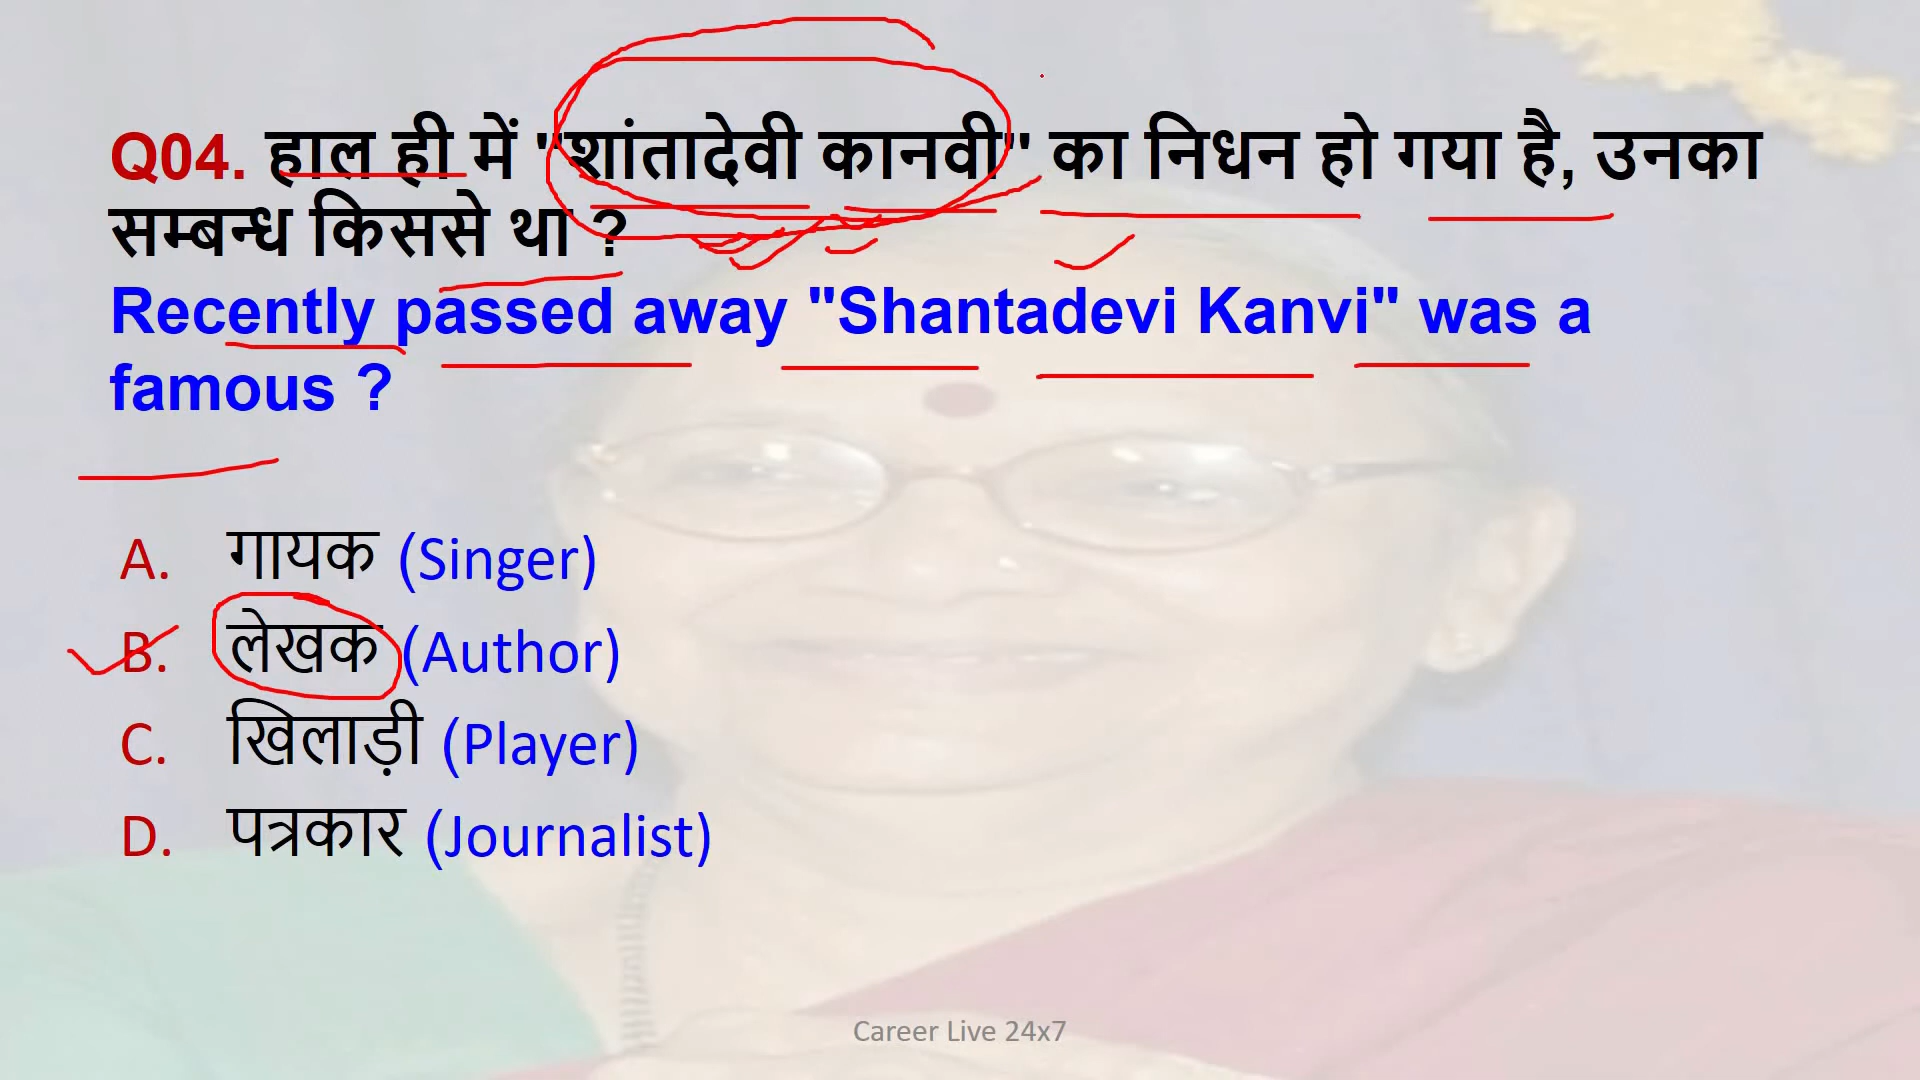 Q04. हाल ही में "शांतादेवी कानवी" का निधन हो गया है, उनका
सम्बन्ध किससे था ?
Recently passed away "Shantadevi Kanvi" was a
famous ?
A. गायक (Singer)
B. लेखक (Author)
C. खिलाड़ी (Player)
D. पत्रकार (Journalist)
Career Live 24x7